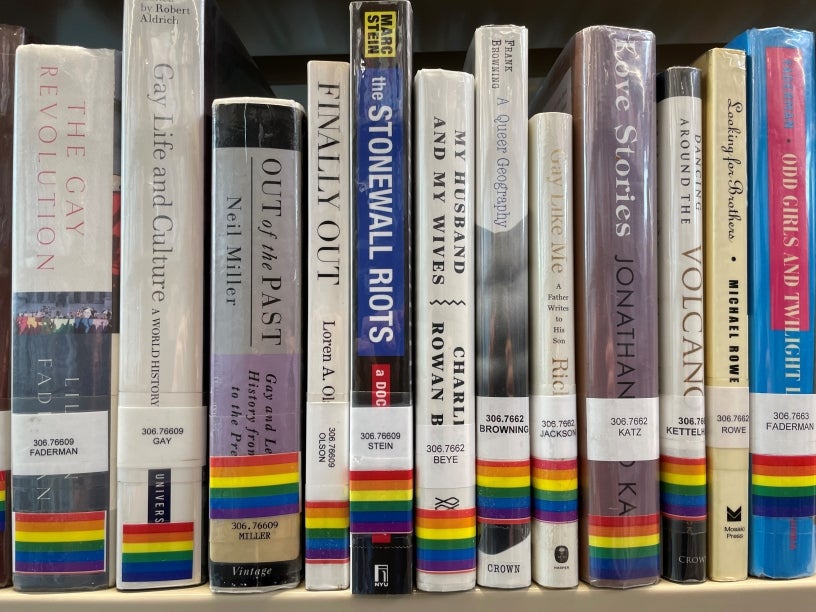 THE GAY
REVOLUTION
306.76609
FADERMAN
by Robert
Aldrich
Gay Life and Culture
A WORLD HISTORY
306.76609
GAY
UNIVERS
OUT of the PAST
Neil Miller
Gay and Le
History from
to the Pre
306.76609
MILLER
Vintage
FINALLY OUT
Loren A. Ol
306.76609
OLSON
MARC
STEIN
the STONEWALL RIOTS
a DOC
306.76609
STEIN
NYU
MY HUSBAND
AND MY WIVES
CHARL
ROWAN B
306.7662
BEYE
FRANK
BROWNING
A Queer Geography
306.7662
BROWNING
CROWN
Gay Like Me
A
Father
Writes to
His
Son
Ric
306.7662
JACKSON
HARPER
Love Stories
JONATHAN
KA
306.7662
KATZ
DANCING
AROUND THE
VOLCANO
306.76
KETTELH
CROW
Looking for Brothers
MICHAEL ROWE
306.7662
ROWE
Mosaic
Press
ODD GIRLS AND TWILIGHT L
306.7663
FADERMAN